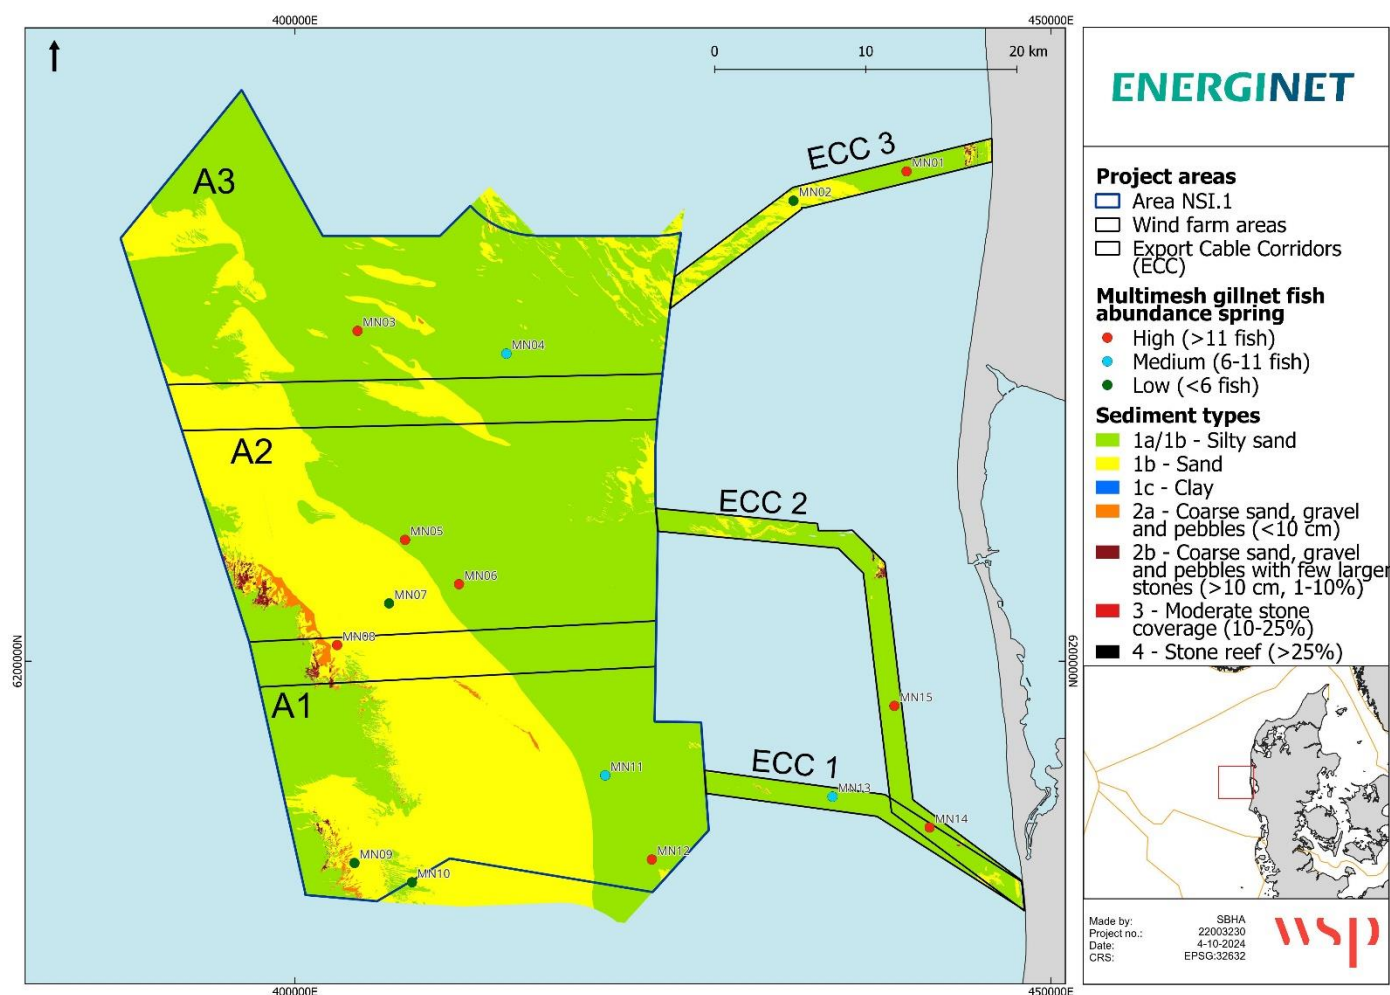 400000E
450000E
0 10 20 km
ECC 3
MN01
MN02
A3
MN03
MN04
A2
ECC 2
MN05
MN06
MN07
MN08
6200000N
6200000N
A1
MN15
ECC 1
MN11
MN13
MN14
MN12
MN09
MN10
400000E
450000E
ENERGINET
Project areas
Area NSI.1
Wind farm areas
Export Cable Corridors
(ECC)
Multimesh gillnet fish
abundance spring
High (>11 fish)
Medium (6-11 fish)
Low (<6 fish)
Sediment types
1a/1b - Silty sand
1b - Sand
1c - Clay
2a - Coarse sand, gravel
and pebbles (<10 cm)
2b - Coarse sand, gravel
and pebbles with few larger
stones (>10 cm, 1-10%)
3 - Moderate stone
coverage (10-25%)
4 - Stone reef (>25%)
Made by: SBHA
Project no.: 22003230
Date: 4-10-2024
CRS: EPSG:32632
wsp